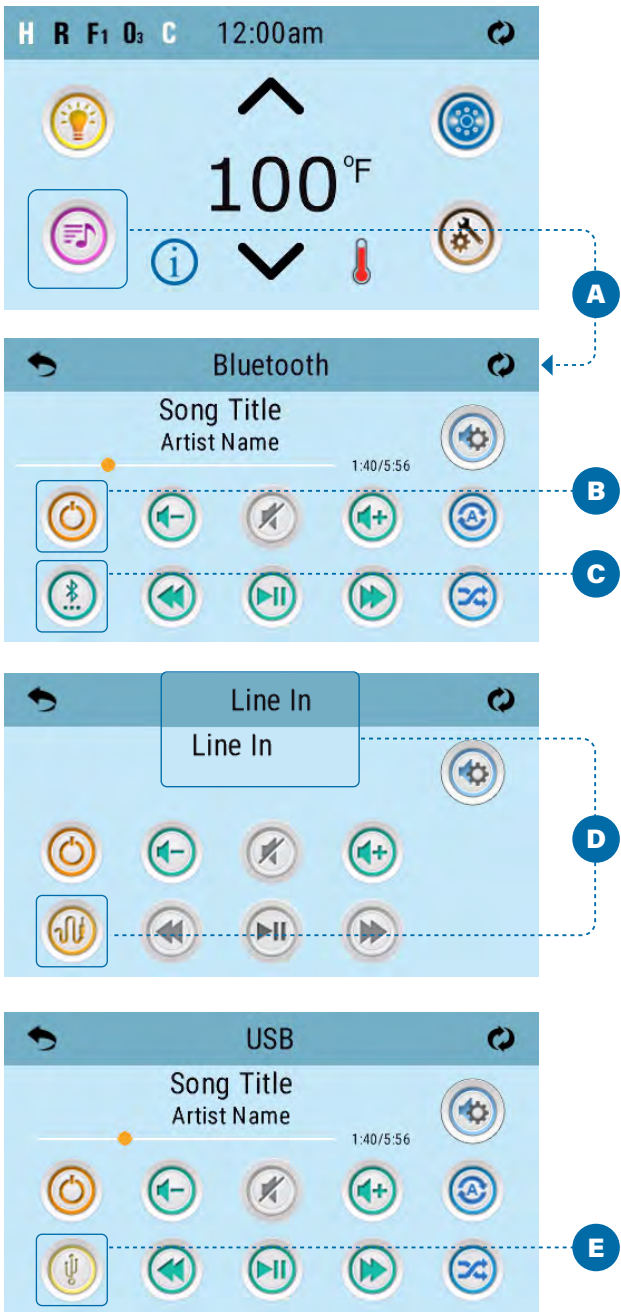 H R F1 O3 C 12:00am
100°F
i
A
Bluetooth
Song Title
Artist Name
1:40/5:56
B
A
C
Line In
Line In
D
USB
Song Title
Artist Name
1:40/5:56
A
E